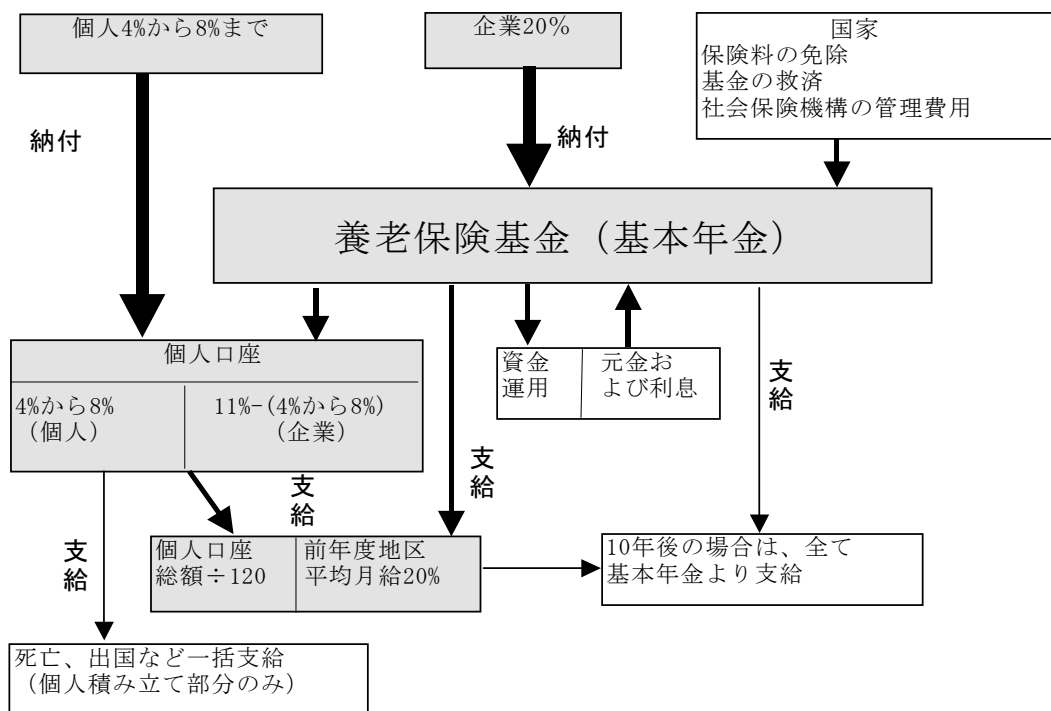 個人4%から8%まで
企業20%
国家
保険料の免除
基金の救済
社会保険機構の管理費用
納付
納付
養老保険基金（基本年金）
個人口座
4%から8%
（個人）
11%-(4%から8%)
（企業）
資金
運用
元金お
よび利息
支給
支給
支給
支給
個人口座
総額÷120
前年度地区
平均月給20%
10年後の場合は、全て
基本年金より支給
死亡、出国など一括支給
（個人積み立て部分のみ）